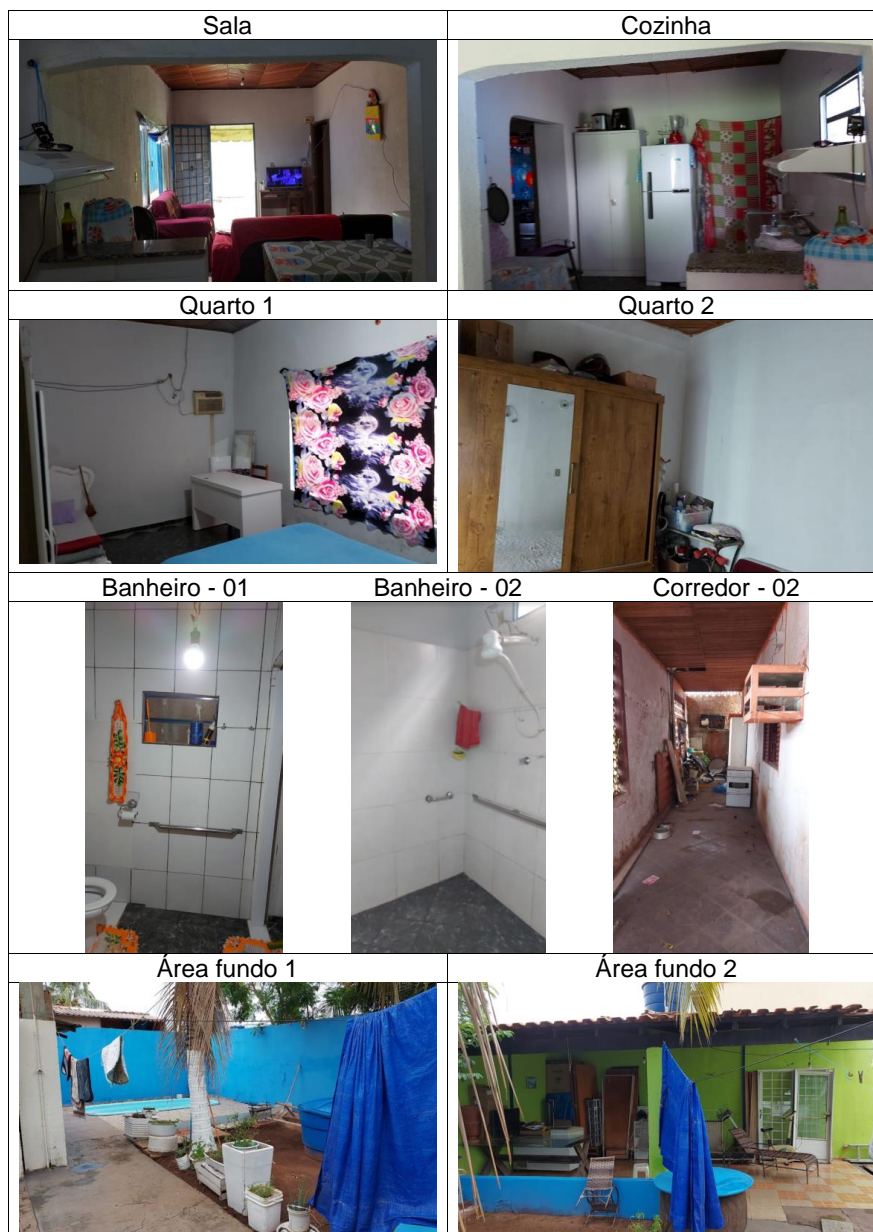 Sala
Cozinha
Quarto 1
Quarto 2
Banheiro - 01
Banheiro - 02
Corredor - 02
Área fundo 1
Área fundo 2